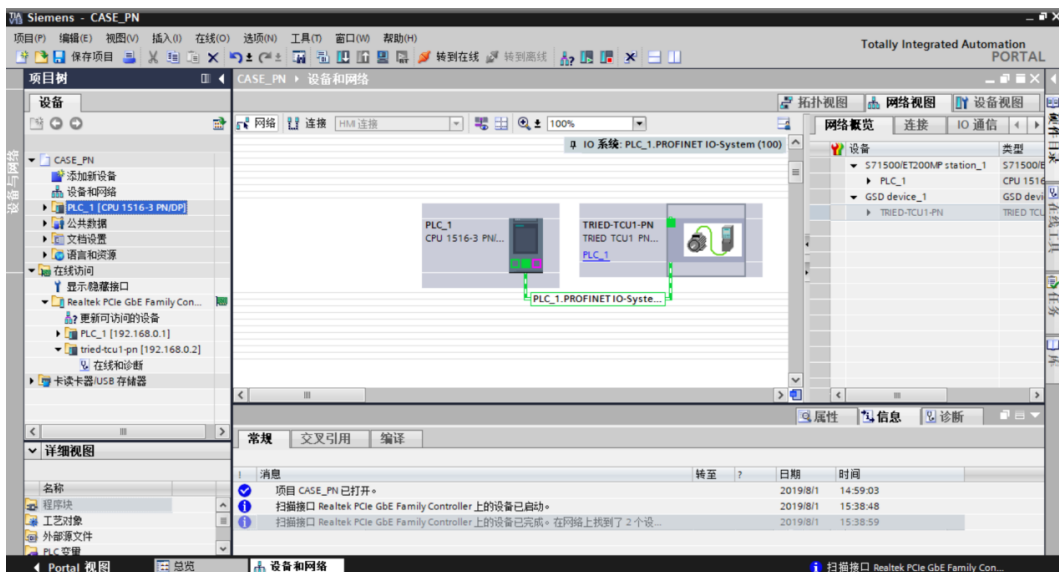 Siemens - CASE_PN
项目(P) 编辑(E) 视图(V) 插入(I) 在线(O) 选项(N) 工具(T) 窗口(W) 帮助(H)
Totally Integrated Automation
PORTAL
保存项目 转到在线 转到离线
项目树
CASE_PN ▸ 设备和网络
设备
拓扑视图 网络视图 设备视图
网络 连接 HMI连接 100%
网络概览 连接 IO 通信
IO 系统: PLC_1.PROFINET IO-System (100)
设备 类型
CASE_PN
添加新设备
设备和网络
PLC_1 [CPU 1516-3 PN/DP]
公共数据
文档设置
语言和资源
在线访问
显示/隐藏接口
Realtek PCIe GbE Family Con...
更新可访问的设备
PLC_1 [192.168.0.1]
tried-tcu1-pn [192.168.0.2]
在线和诊断
卡读卡器/USB 存储器
PLC_1
CPU 1516-3 PN/...
TRIED-TCU1-PN
TRIED TCU1 PN...
PLC_1
PLC_1.PROFINET IO-Syste...
S71500/ET200MP station_1 S71500/E
PLC_1 CPU 1516
GSD device_1 GSD devi
TRIED-TCU1-PN TRIED TCU
设备与网络
在线工具
任务
库
属性 信息 诊断
常规 交叉引用 编译
详细视图
名称
程序块
工艺对象
外部源文件
PLC 变量
! 消息 转至 ? 日期 时间
项目 CASE_PN 已打开。 2019/8/1 14:59:03
扫描接口 Realtek PCIe GbE Family Controller 上的设备已启动。 2019/8/1 15:38:48
扫描接口 Realtek PCIe GbE Family Controller 上的设备已完成。在网络上找到了 2 个设... 2019/8/1 15:38:59
Portal 视图 总览 设备和网络 扫描接口 Realtek PCIe GbE Family Con...